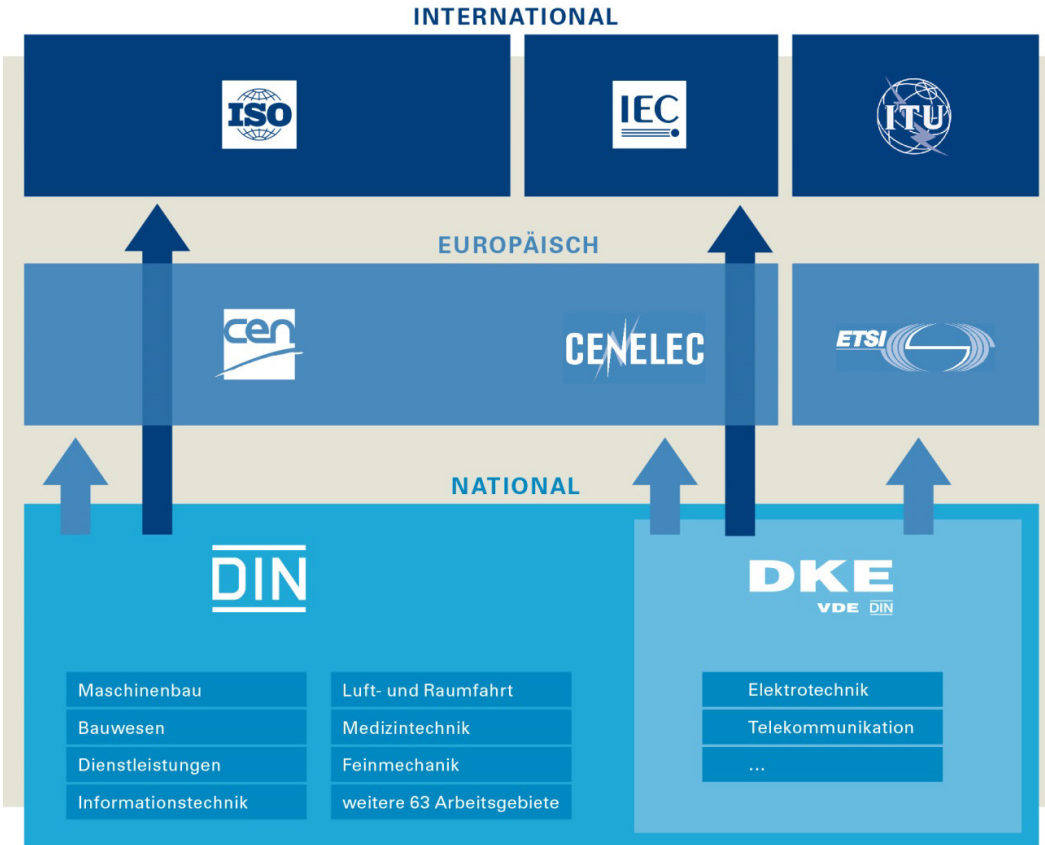 INTERNATIONAL
ISO
IEC
ITU
EUROPÄISCH
cen
CENELEC
ETSI
NATIONAL
DIN
DKE
VDE DIN
Maschinenbau
Bauwesen
Dienstleistungen
Informationstechnik
Luft- und Raumfahrt
Medizintechnik
Feinmechanik
weitere 63 Arbeitsgebiete
Elektrotechnik
Telekommunikation
...